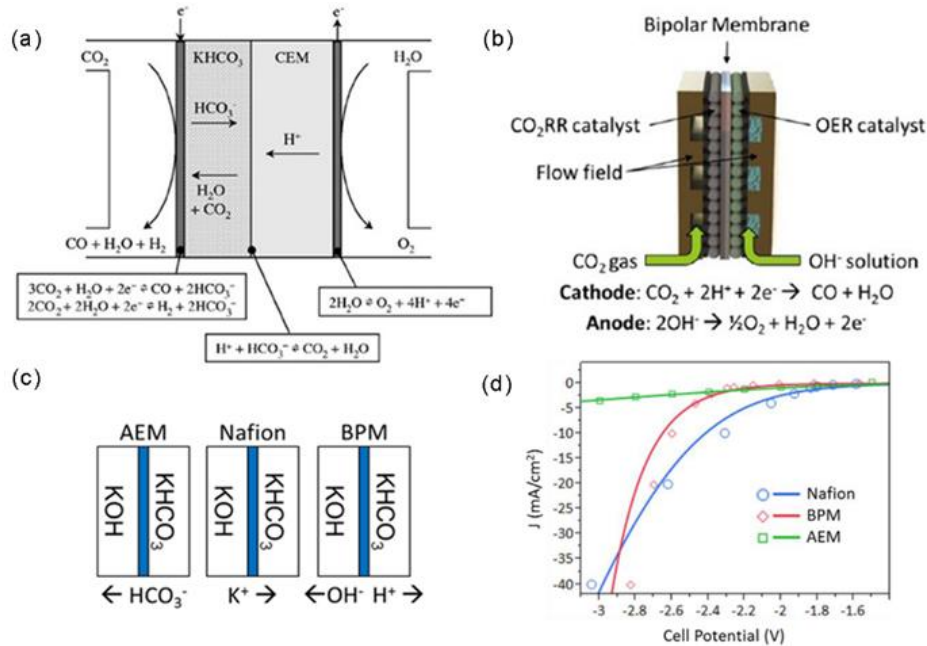 (a)
e⁻
e⁻
CO₂
KHCO₃
CEM
H₂O
HCO₃⁻
H⁺
H₂O
+ CO₂
CO + H₂O + H₂
O₂
3CO₂ + H₂O + 2e⁻ ⇌ CO + 2HCO₃⁻
2CO₂ + 2H₂O + 2e⁻ ⇌ H₂ + 2HCO₃⁻
2H₂O ⇌ O₂ + 4H⁺ + 4e⁻
H⁺ + HCO₃⁻ ⇌ CO₂ + H₂O
(b)
Bipolar Membrane
CO₂RR catalyst
OER catalyst
Flow field
CO₂ gas
OH⁻ solution
Cathode: CO₂ + 2H⁺ + 2e⁻ → CO + H₂O
Anode: 2OH⁻ → ½O₂ + H₂O + 2e⁻
(c)
AEM
Nafion
BPM
KOH
KHCO₃
KOH
KHCO₃
KOH
KHCO₃
← HCO₃⁻
K⁺ →
←OH⁻ H⁺ →
(d)
0
-5
-10
-15
-20
-25
-30
-35
-40
J (mA/cm²)
Nafion
BPM
AEM
-3
-2.8
-2.6
-2.4
-2.2
-2
-1.8
-1.6
Cell Potential (V)